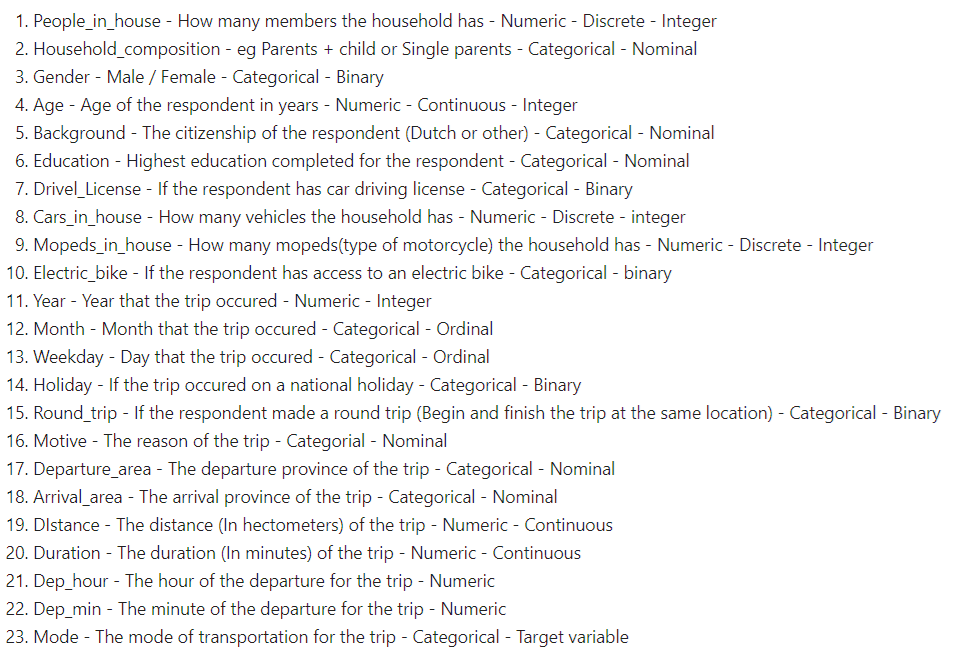 1. People_in_house - How many members the household has - Numeric - Discrete - Integer
2. Household_composition - eg Parents + child or Single parents - Categorical - Nominal
3. Gender - Male / Female - Categorical - Binary
4. Age - Age of the respondent in years - Numeric - Continuous - Integer
5. Background - The citizenship of the respondent (Dutch or other) - Categorical - Nominal
6. Education - Highest education completed for the respondent - Categorical - Nominal
7. Drivel_License - If the respondent has car driving license - Categorical - Binary
8. Cars_in_house - How many vehicles the household has - Numeric - Discrete - integer
9. Mopeds_in_house - How many mopeds(type of motorcycle) the household has - Numeric - Discrete - Integer
10. Electric_bike - If the respondent has access to an electric bike - Categorical - binary
11. Year - Year that the trip occured - Numeric - Integer
12. Month - Month that the trip occured - Categorical - Ordinal
13. Weekday - Day that the trip occured - Categorical - Ordinal
14. Holiday - If the trip occured on a national holiday - Categorical - Binary
15. Round_trip - If the respondent made a round trip (Begin and finish the trip at the same location) - Categorical - Binary
16. Motive - The reason of the trip - Categorial - Nominal
17. Departure_area - The departure province of the trip - Categorical - Nominal
18. Arrival_area - The arrival province of the trip - Categorical - Nominal
19. DIstance - The distance (In hectometers) of the trip - Numeric - Continuous
20. Duration - The duration (In minutes) of the trip - Numeric - Continuous
21. Dep_hour - The hour of the departure for the trip - Numeric
22. Dep_min - The minute of the departure for the trip - Numeric
23. Mode - The mode of transportation for the trip - Categorical - Target variable